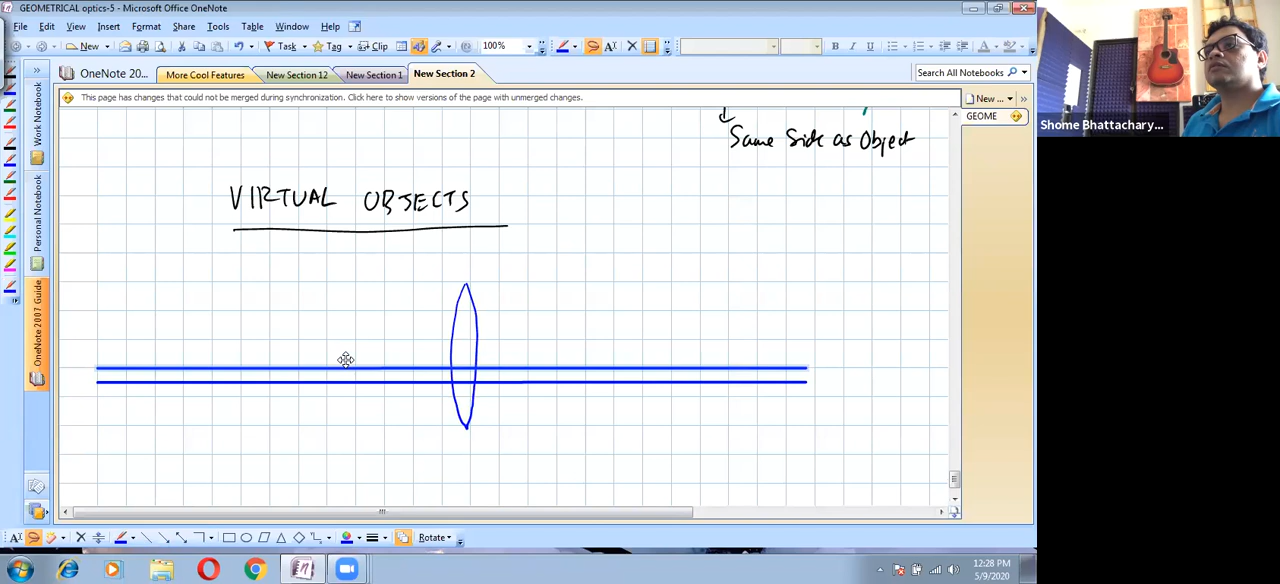 GEOMETRICAL optics-5 - Microsoft Office OneNote
File Edit View Insert Format Share Tools Table Window Help
New Task Tag Clip 100% B I U
OneNote 20... More Cool Features New Section 12 New Section 1 New Section 2 Search All Notebooks
This page has changes that could not be merged during synchronization. Click here to show versions of the page with unmerged changes.
New ...
GEOME
Work Notebook
Personal Notebook
OneNote 2007 Guide
Same Side as Object
VIRTUAL OBJECTS
Shome Bhattachary...
Rotate
12:28 PM
5/9/2020